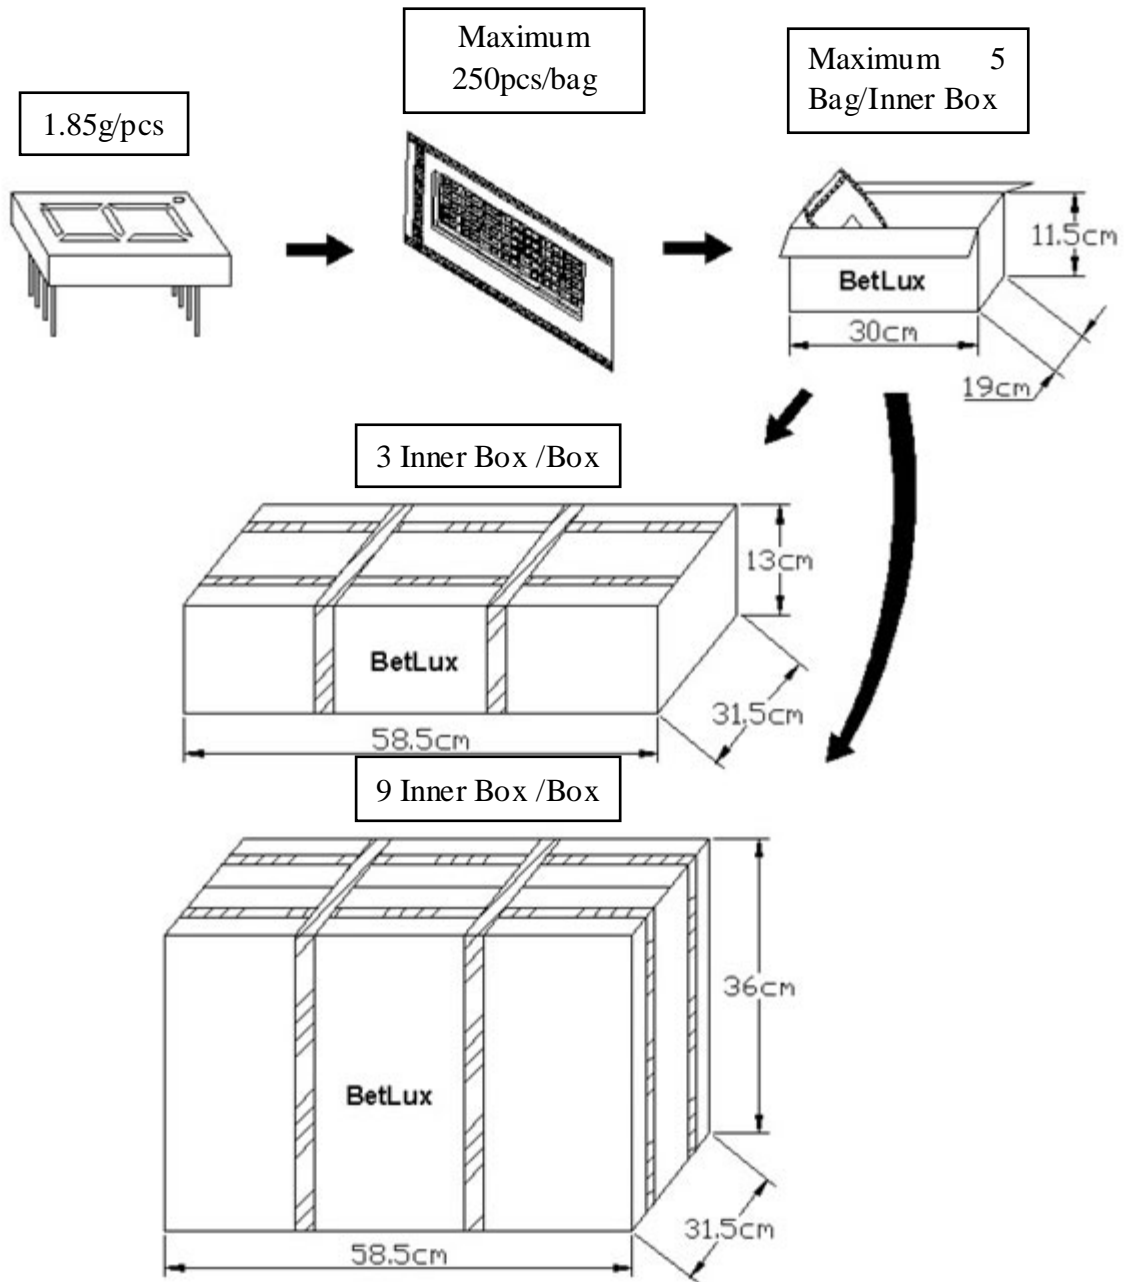 Maximum
250pcs/bag
Maximum 5
Bag/Inner Box
1.85g/pcs
11.5cm
BetLux
30cm
19cm
3 Inner Box /Box
13cm
BetLux
31.5cm
58.5cm
9 Inner Box /Box
36cm
BetLux
31.5cm
58.5cm